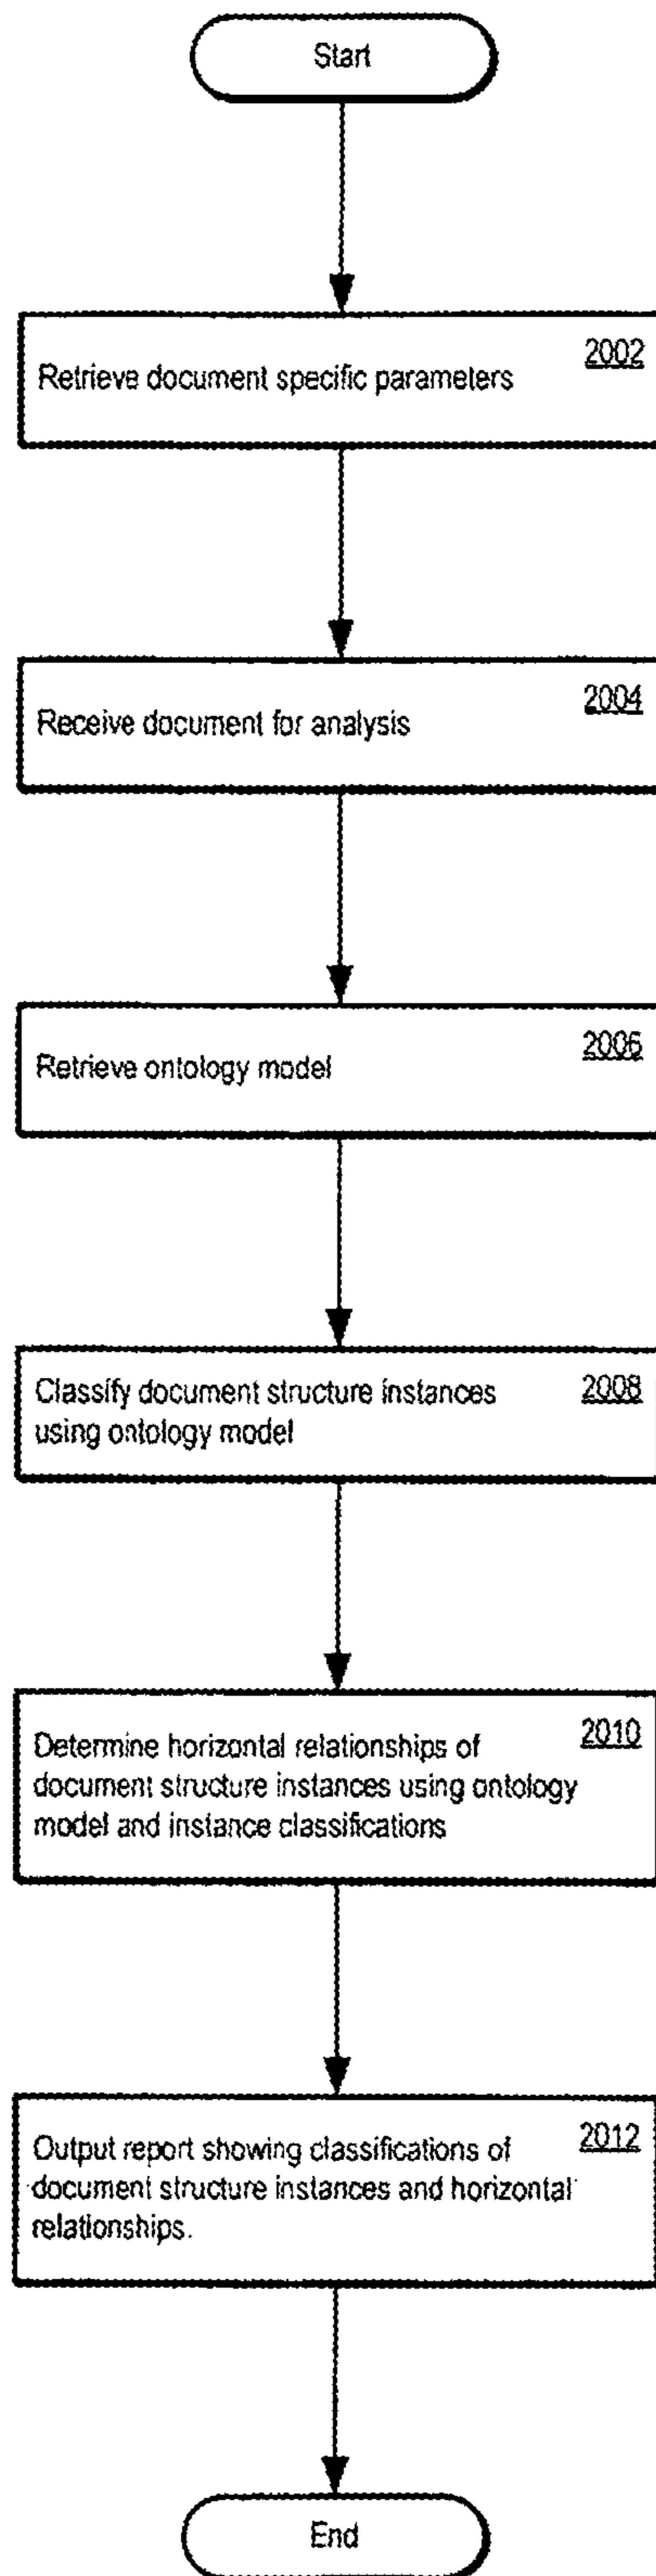 Start
2002
Retrieve document specific parameters
2004
Receive document for analysis
2006
Retrieve ontology model
2008
Classify document structure instances
using ontology model
2010
Determine horizontal relationships of
document structure instances using ontology
model and instance classifications
2012
Output report showing classifications of
document structure instances and horizontal
relationships.
End